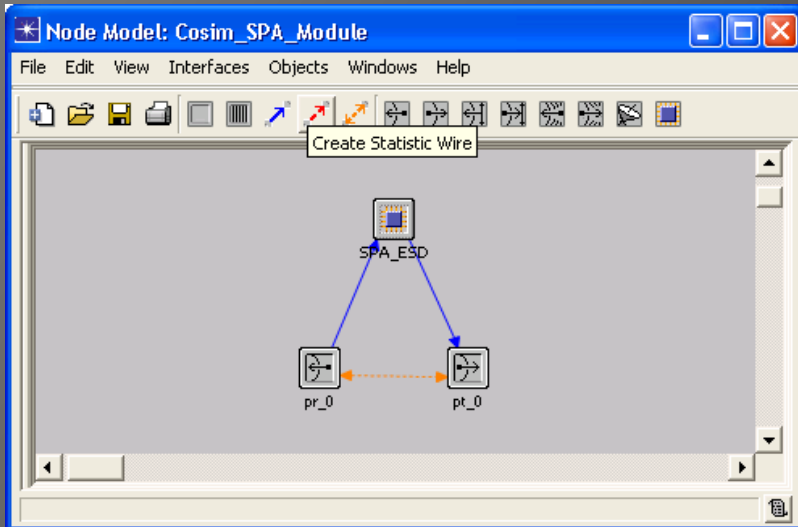 Node Model: Cosim_SPA_Module
File Edit View Interfaces Objects Windows Help
Create Statistic Wire
SPA_ESD
pr_0 pt_0